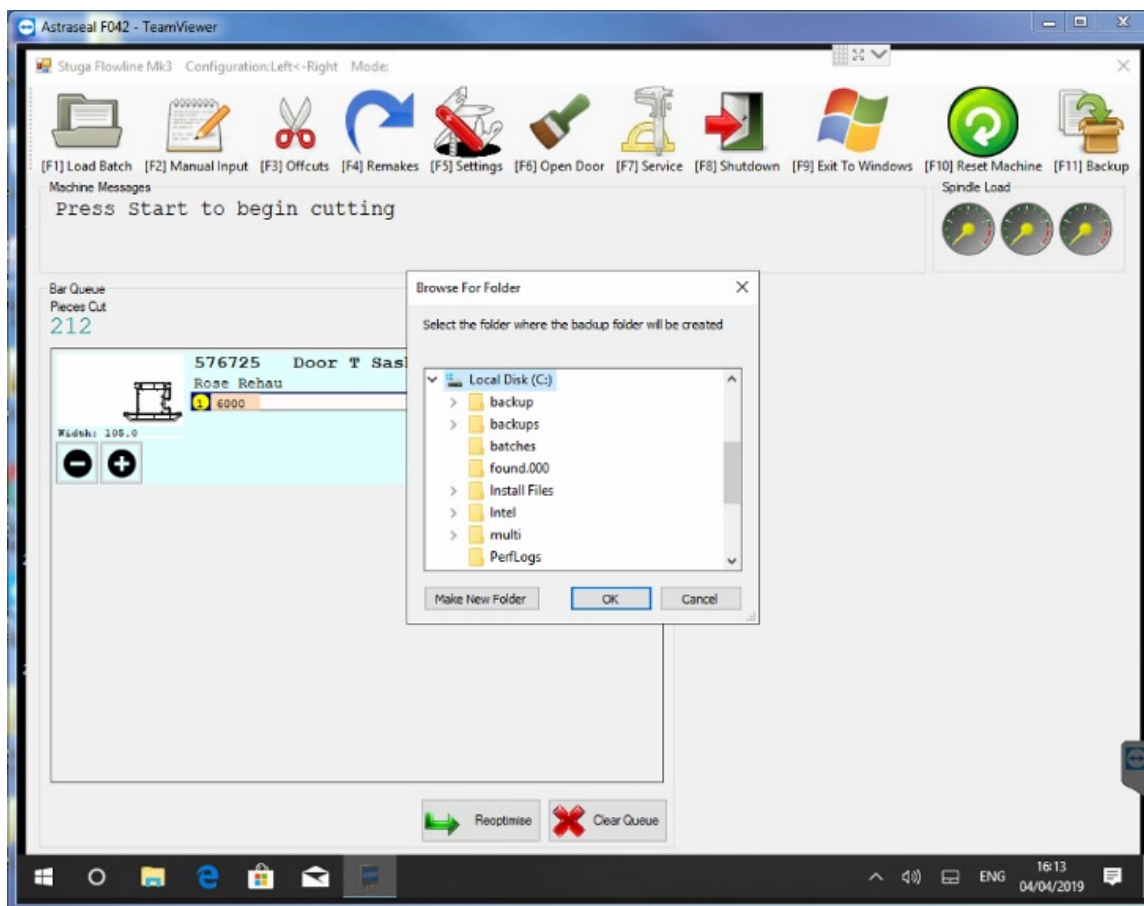 Astraseal F042 - TeamViewer
Stuga Flowline Mk3 Configuration:Left<-Right Mode:
[F1] Load Batch [F2] Manual Input [F3] Offcuts [F4] Remakes [F5] Settings [F6] Open Door [F7] Service [F8] Shutdown [F9] Exit To Windows [F10] Reset Machine [F11] Backup
Machine Messages
Press Start to begin cutting
Spindle Load
Bar Queue
Pieces Cut
212
576725 Door T Sas
Rose Rehau
1 6000
Width: 105.0
Browse For Folder
Select the folder where the backup folder will be created
Local Disk (C:)
backup
backups
batches
found.000
Install Files
Intel
multi
PerfLogs
Make New Folder OK Cancel
Reoptimise Clear Queue
ENG
16:13
04/04/2019